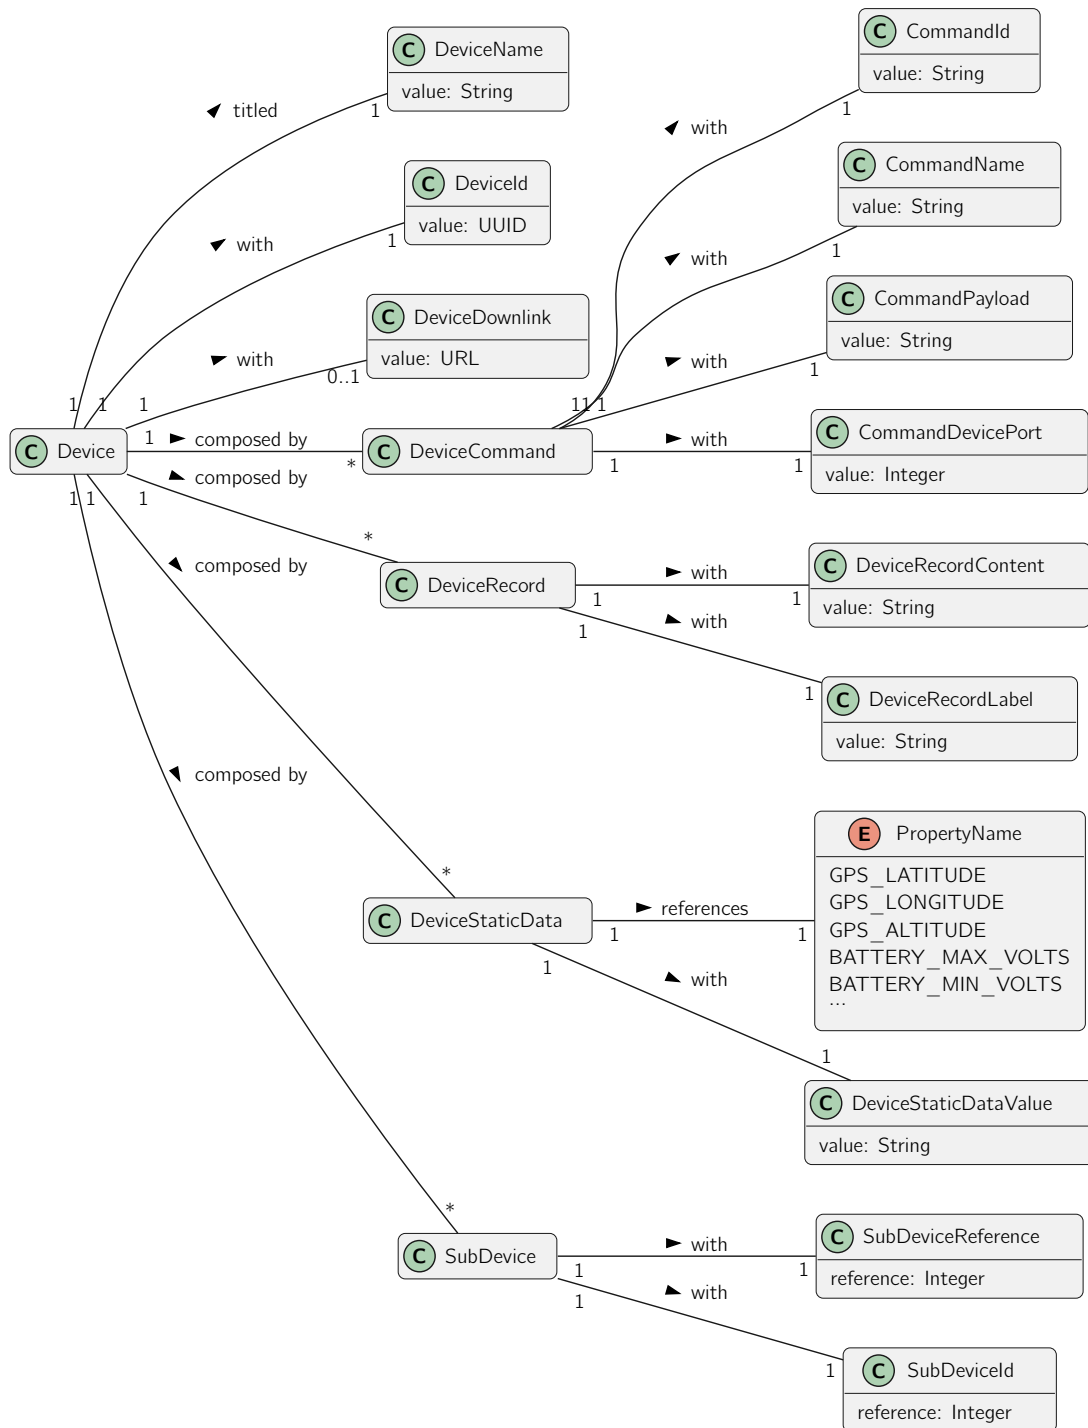 C DeviceName
value: String
C CommandId
value: String
titled
1
1
with
C CommandName
value: String
C DeviceId
value: UUID
with
1
with
1
C DeviceDownlink
value: URL
C CommandPayload
value: String
with
0..1
with
1
1 1 1
11 1
C Device
1 composed by *
C DeviceCommand
1 with 1
C CommandDevicePort
value: Integer
composed by
1 1 1
*
composed by
C DeviceRecord
1 with 1
C DeviceRecordContent
value: String
with
1
1
C DeviceRecordLabel
value: String
composed by
*
C DeviceStaticData
1 references 1
E PropertyName
GPS_LATITUDE
GPS_LONGITUDE
GPS_ALTITUDE
BATTERY_MAX_VOLTS
BATTERY_MIN_VOLTS
...
1
with
1
C DeviceStaticDataValue
value: String
*
C SubDevice
1 with 1
C SubDeviceReference
reference: Integer
1
with
1
C SubDeviceId
reference: Integer